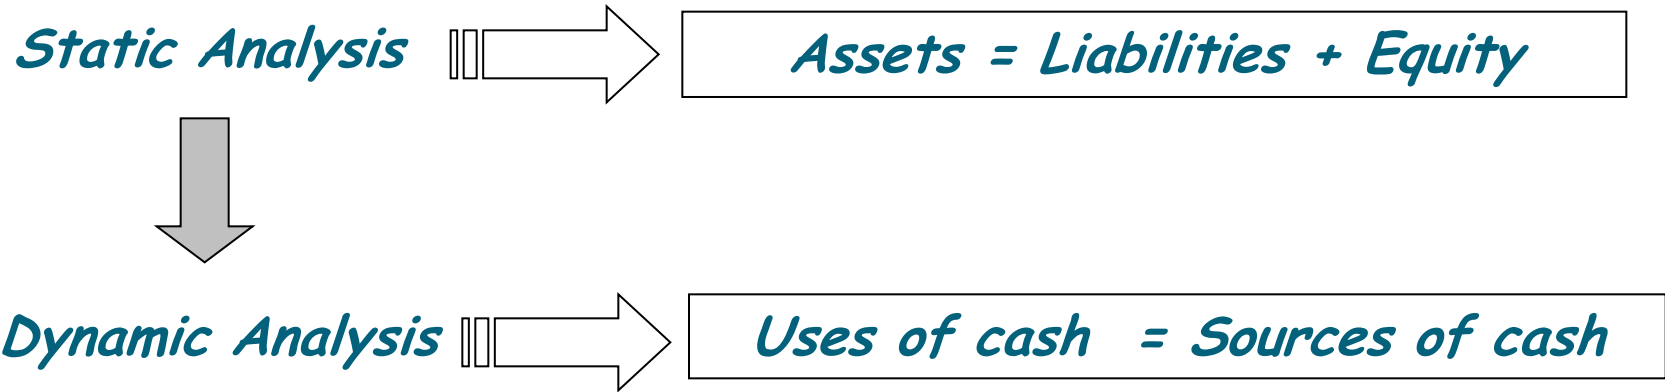 Static Analysis
Assets = Liabilities + Equity
Dynamic Analysis
Uses of cash = Sources of cash